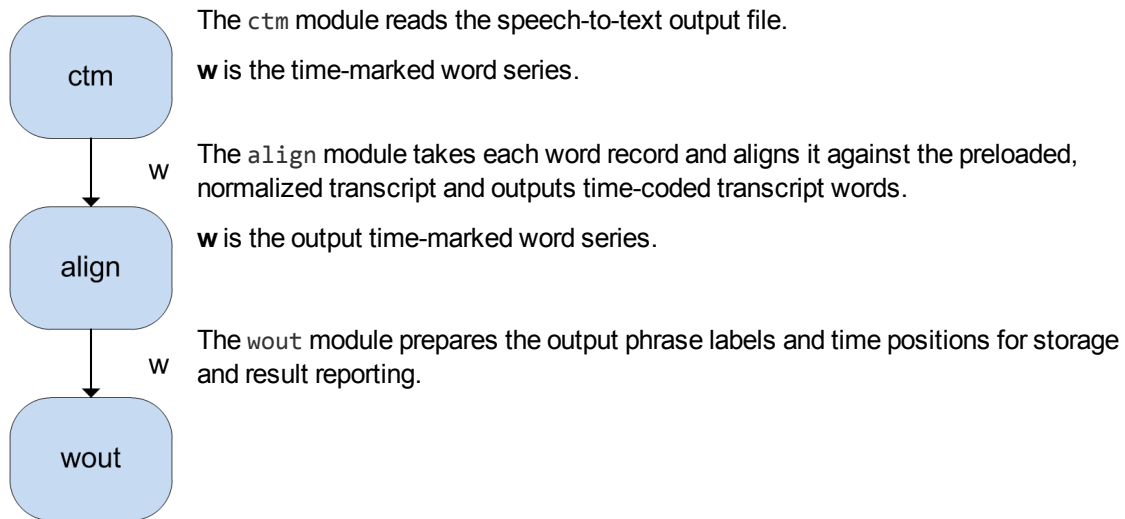 The ctm module reads the speech-to-text output file.
ctm
w is the time-marked word series.
w
The align module takes each word record and aligns it against the preloaded,
normalized transcript and outputs time-coded transcript words.
align
w is the output time-marked word series.
w
The wout module prepares the output phrase labels and time positions for storage
and result reporting.
wout